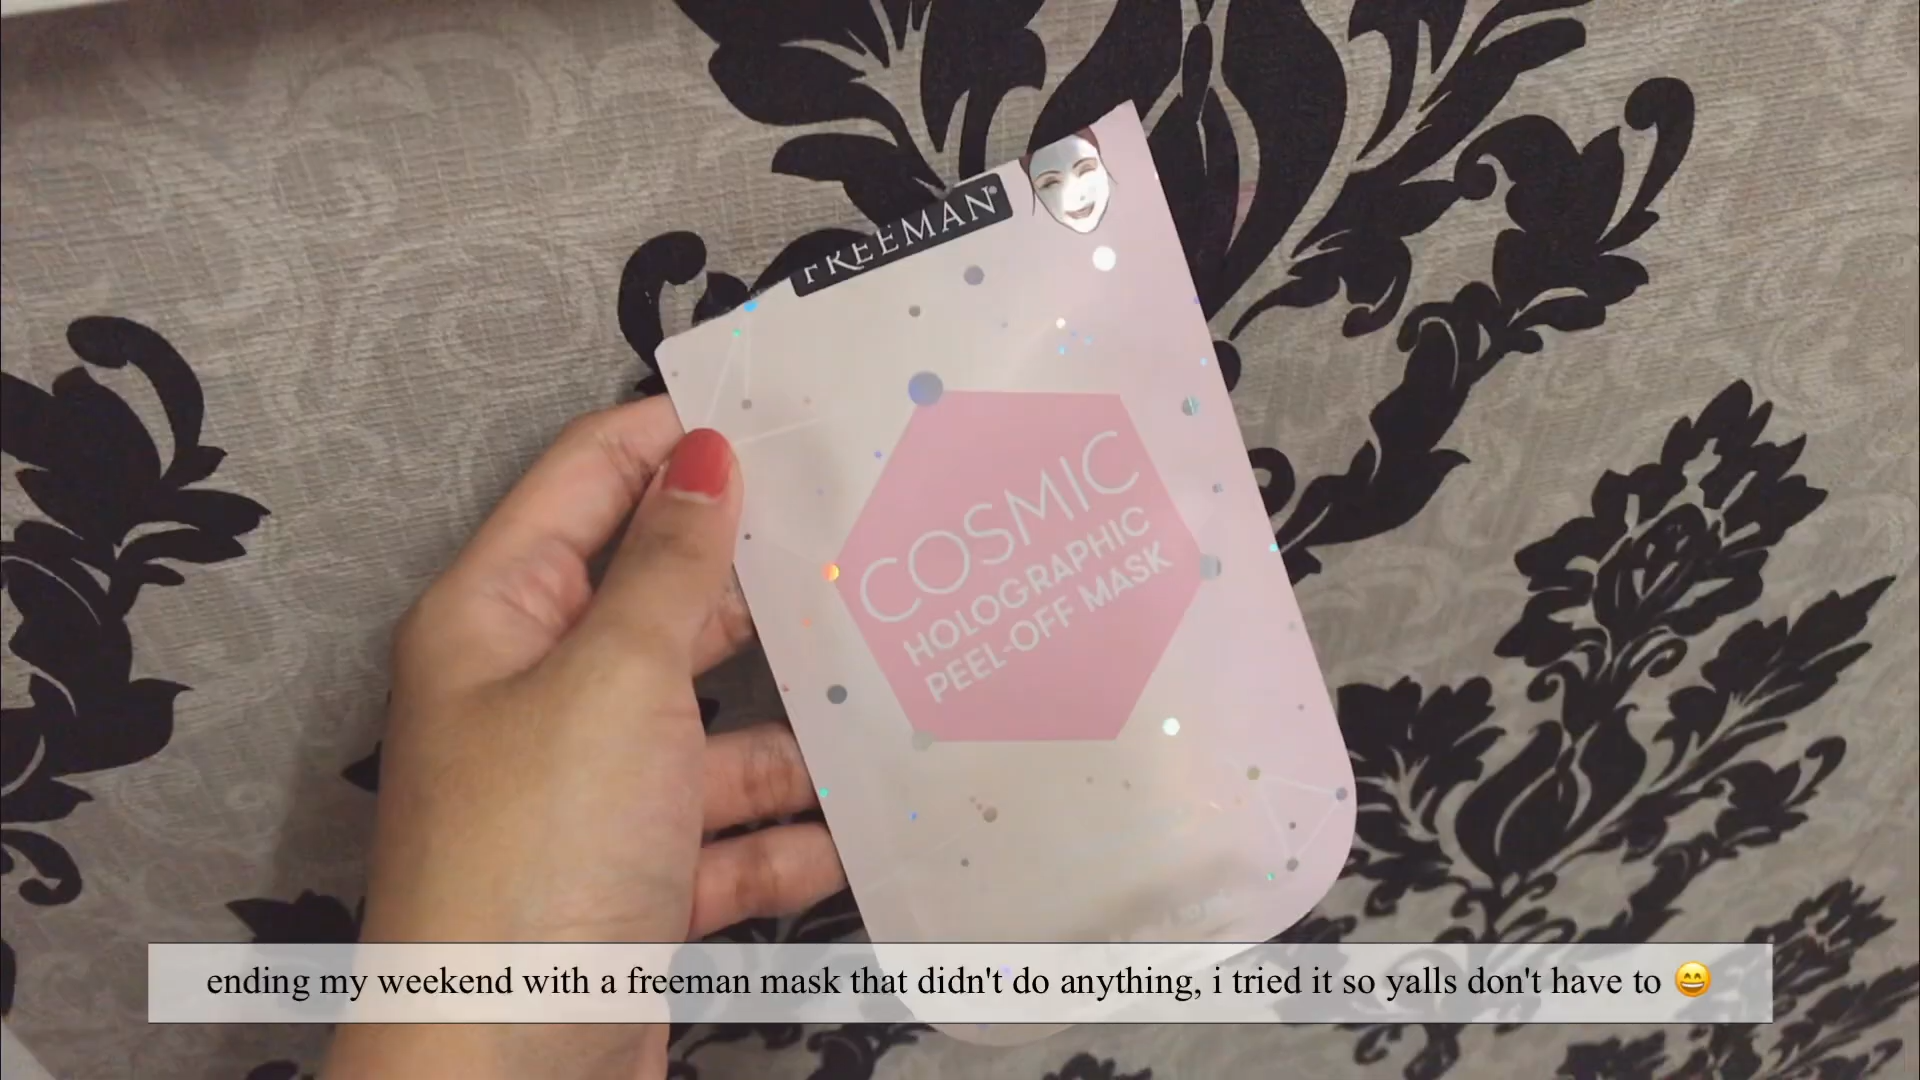 FREEMAN®
COSMIC
HOLOGRAPHIC
PEEL-OFF MASK
ending my weekend with a freeman mask that didn't do anything, i tried it so yalls don't have to 😄